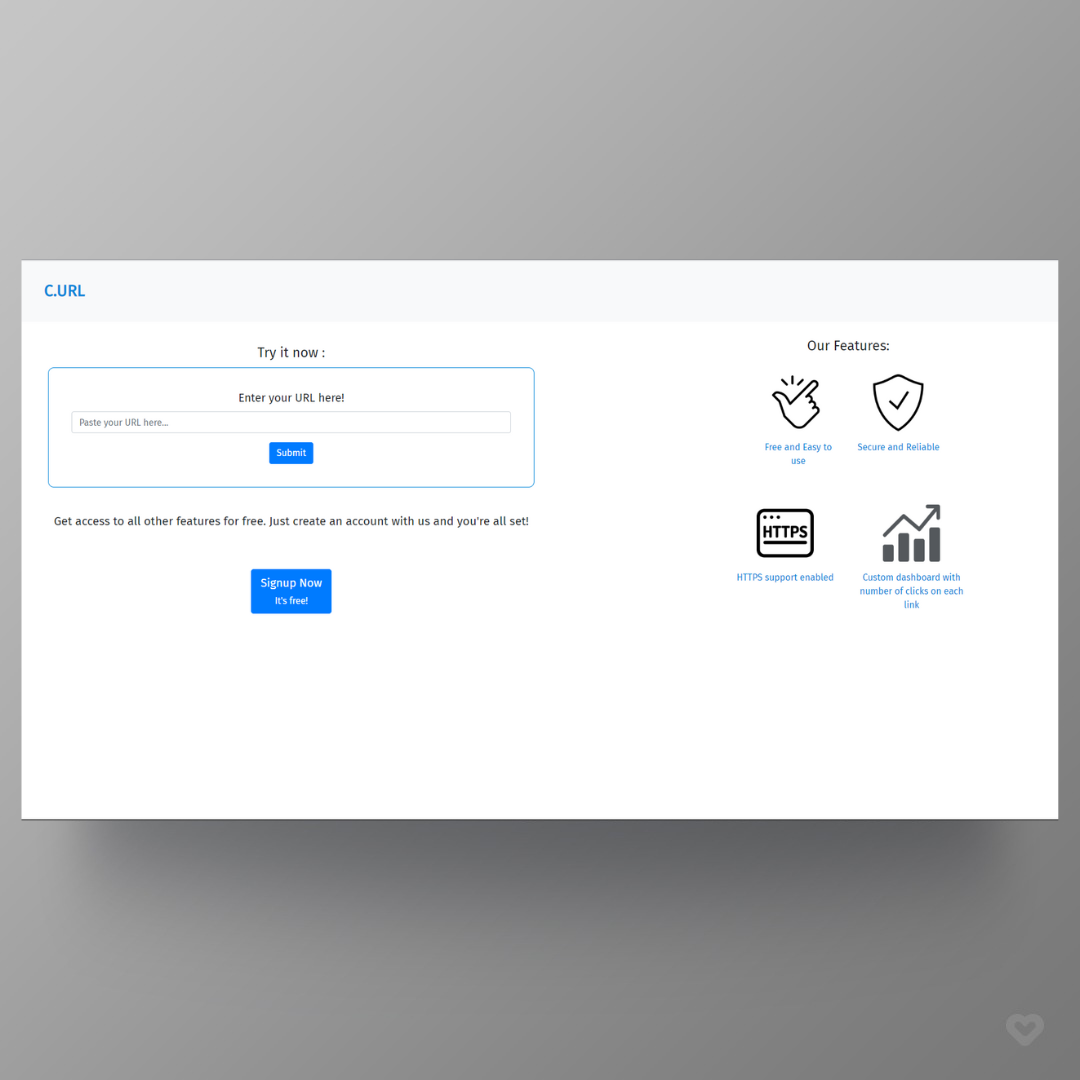 C.URL
Try it now :
Enter your URL here!
Paste your URL here...
Submit
Get access to all other features for free. Just create an account with us and you're all set!
Signup Now
It's free!
Our Features:
Free and Easy to
use
Secure and Reliable
HTTPS
HTTPS support enabled
Custom dashboard with
number of clicks on each
link